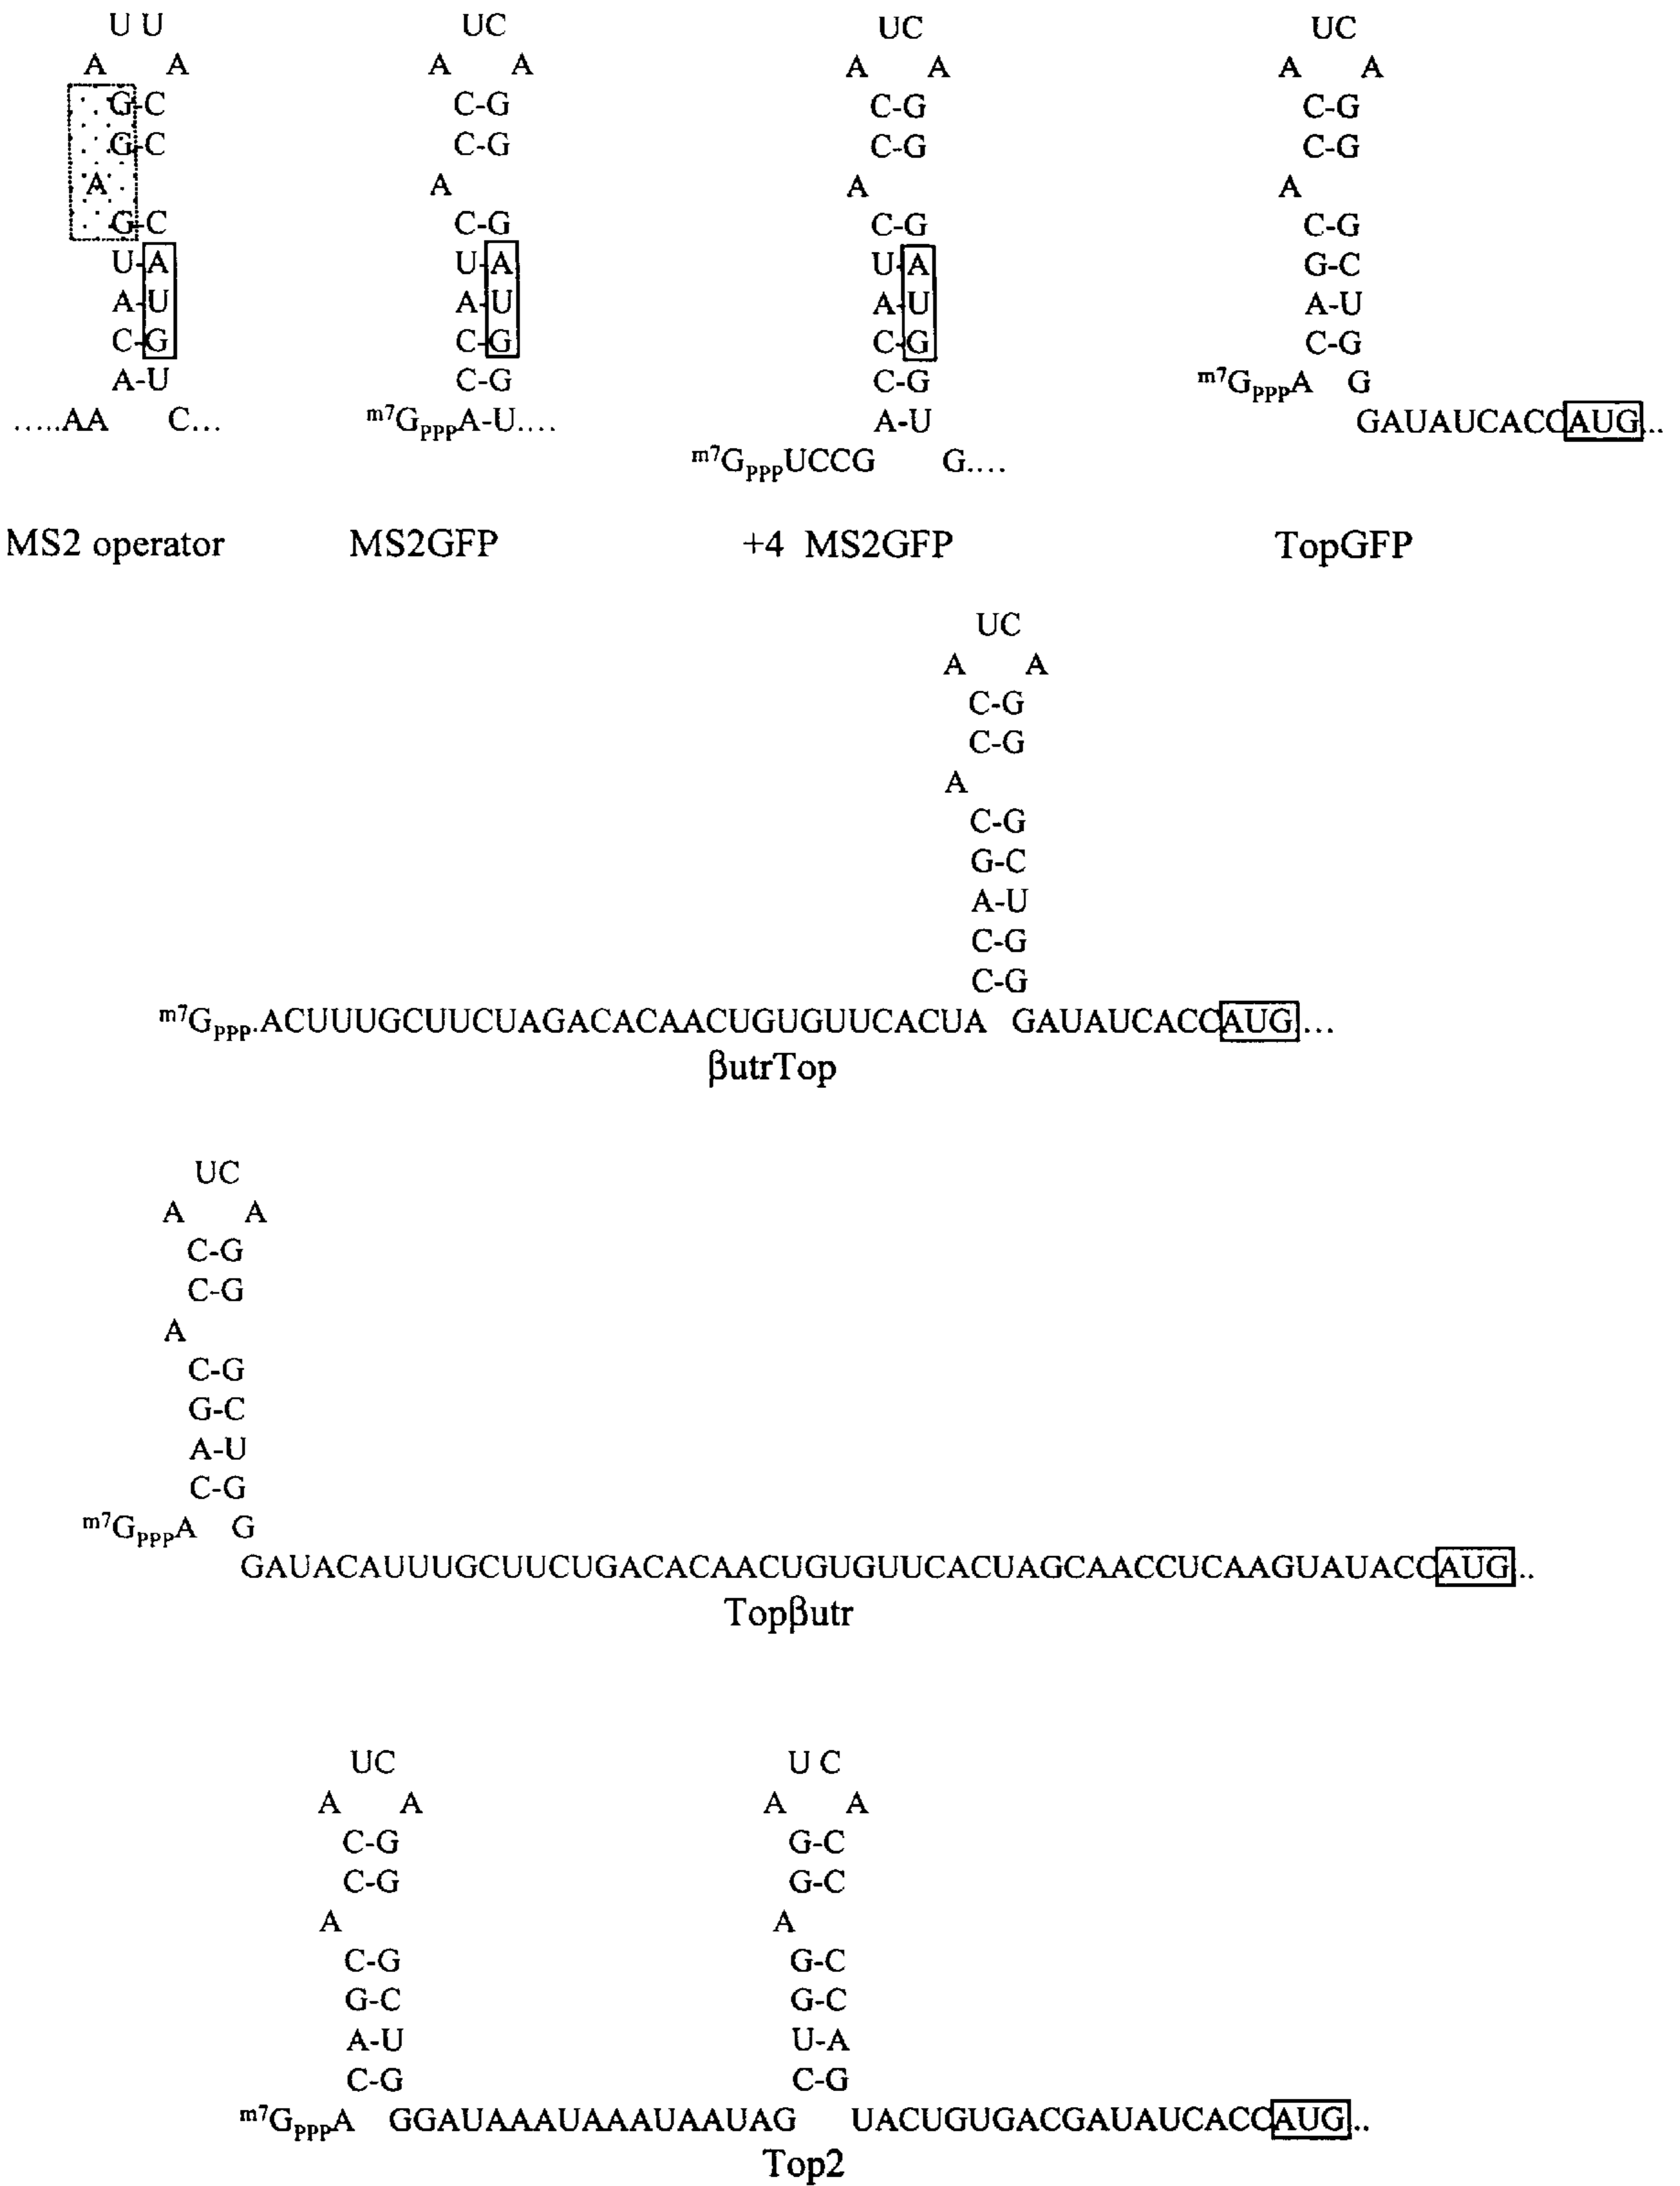 U U UC UC UC
A A A A A A A A
G-C C-G C-G C-G
G-C C-G C-G C-G
A A A A
G-C C-G C-G C-G
U-A U-A U-A G-C
A-U A-U A-U A-U
C-G C-G C-G C-G
A-U C-G C-G m7GpppA G
.....AA C... m7GpppA-U.... A-U GAUAUCACCAUG...
m7GpppUCCG G....
MS2 operator MS2GFP +4 MS2GFP TopGFP
UC
A A
C-G
C-G
A
C-G
G-C
A-U
C-G
C-G
m7Gppp.ACUUUGCUUCUAGACACAACUGUGUUCACUA GAUAUCACCAUG...
βutrTop
UC
A A
C-G
C-G
A
C-G
G-C
A-U
C-G
m7GpppA G
GAUACAUUUGCUUCUGACACAACUGUGUUCACUAGCAACCUCAAGUAUACCAUG..
Topβutr
UC U C
A A A A
C-G G-C
C-G G-C
A A
C-G G-C
G-C G-C
A-U U-A
C-G C-G
m7GpppA GGAUAAAUAAAUAAUAG UACUGUGACGAUAUCACCAUG..
Top2